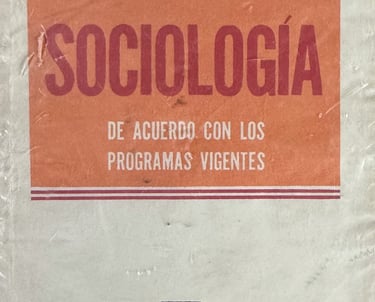 SOCIOLOGÍA
DE ACUERDO CON LOS
PROGRAMAS VIGENTES